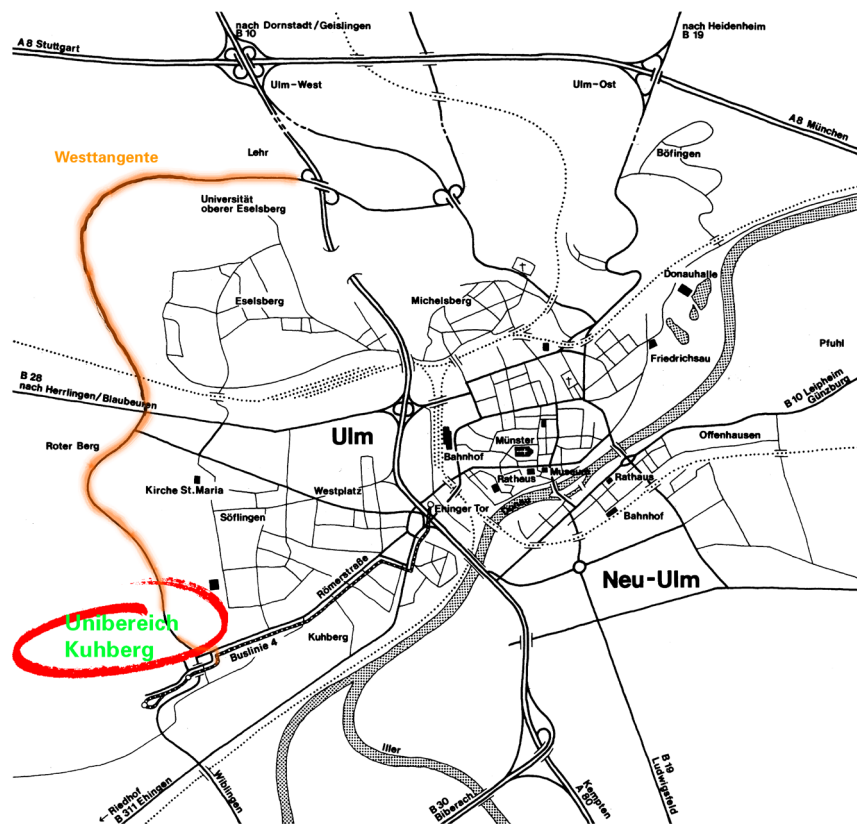 nach Dornstadt/Geislingen
B 10
nach Heidenheim
B 19
A 8 Stuttgart
Ulm-West
Ulm-Ost
A 8 München
Lehr
Böfingen
Westtangente
Universität
oberer Eselsberg
Donauhalle
Eselsberg
Michelsberg
Pfuhl
Friedrichsau
B 28
nach Herrlingen/Blaubeuren
B 10 Leipheim
Günzburg
Ulm
Münster
Offenhausen
Roter Berg
Bahnhof
Museum
Rathaus
Rathaus
Kirche St.Maria
Westplatz
Ehinger Tor
Donau
Bahnhof
Söflingen
Römerstraße
Neu-Ulm
Unibereich
Kuhberg
Kuhberg
Buslinie 4
Iller
Wiblingen
← Riedhof
B 311 Ehingen
B 30
Biberach
Kempten
A 80
B 19
Ludwigsfeld